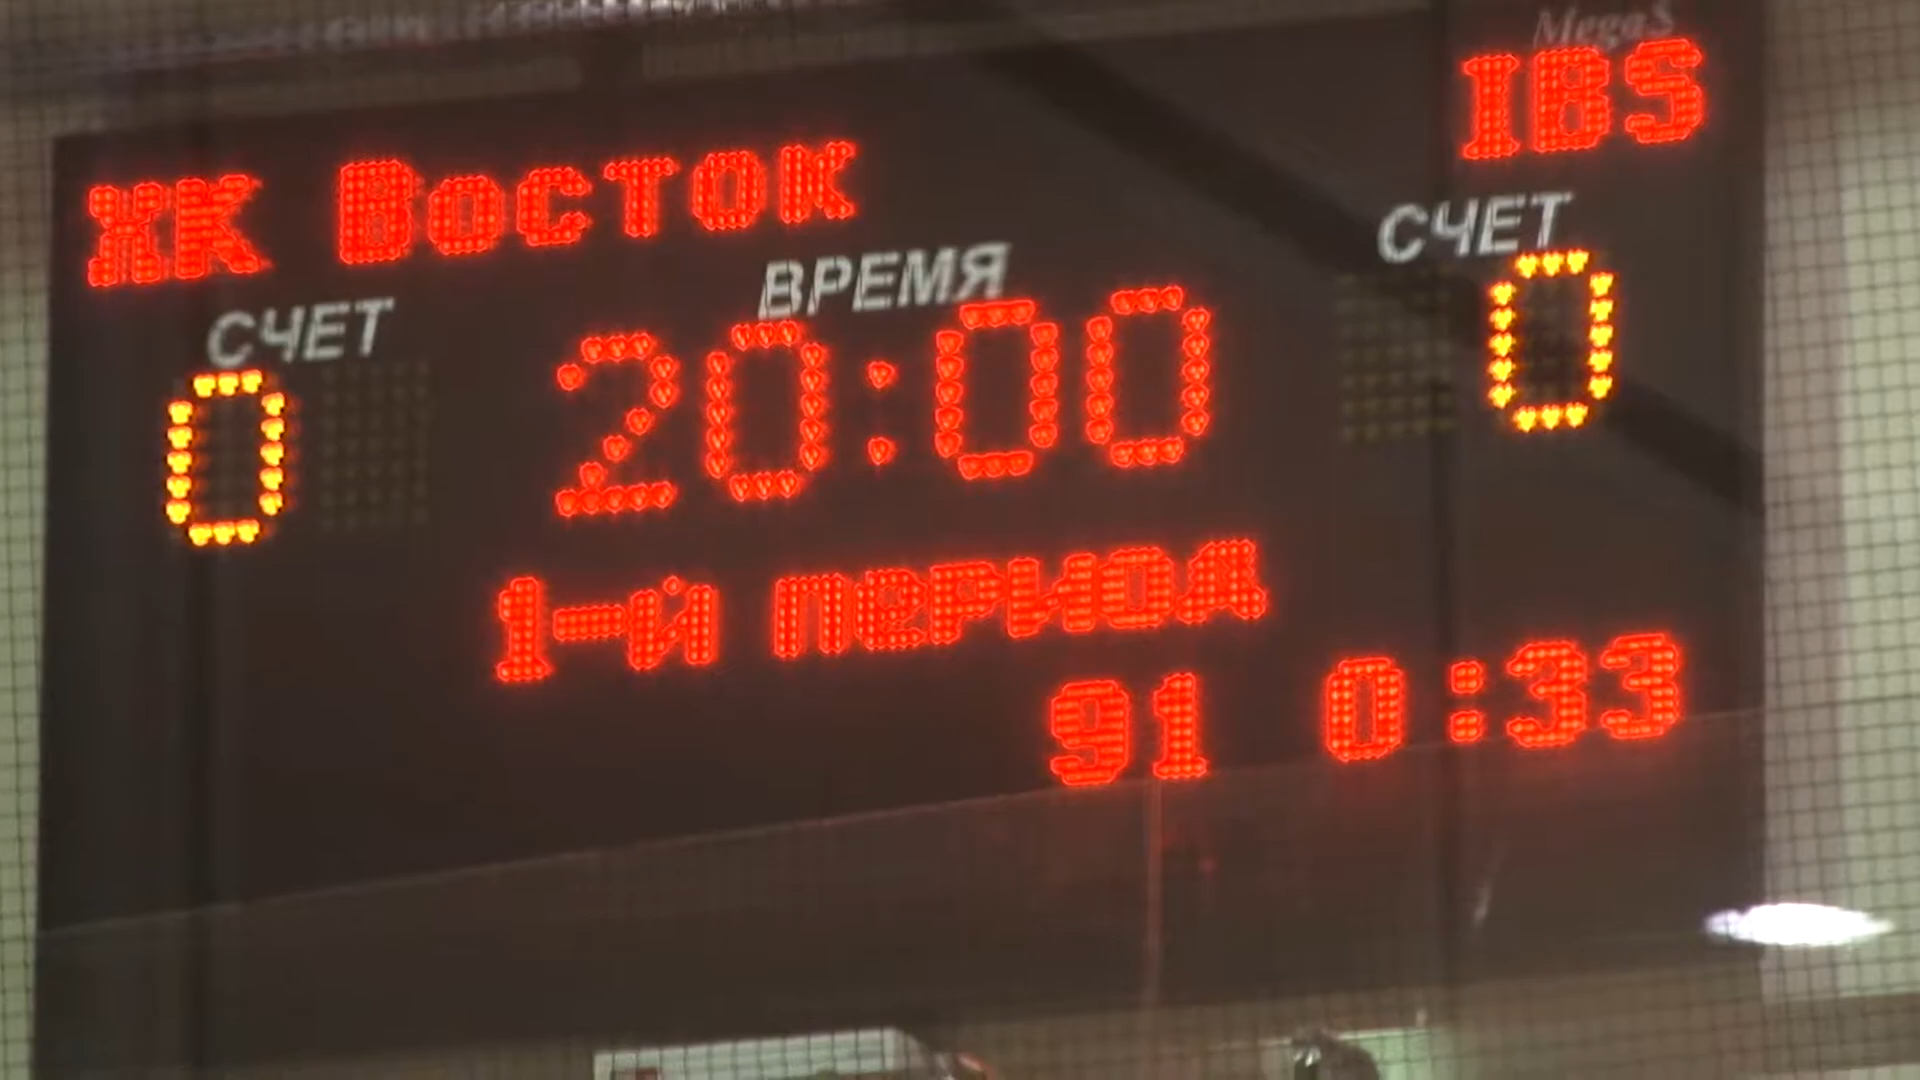 MegaS
ХК Восток
IBS
СЧЕТ
ВРЕМЯ
СЧЕТ
0
20:00
0
1-й период
91 0:33